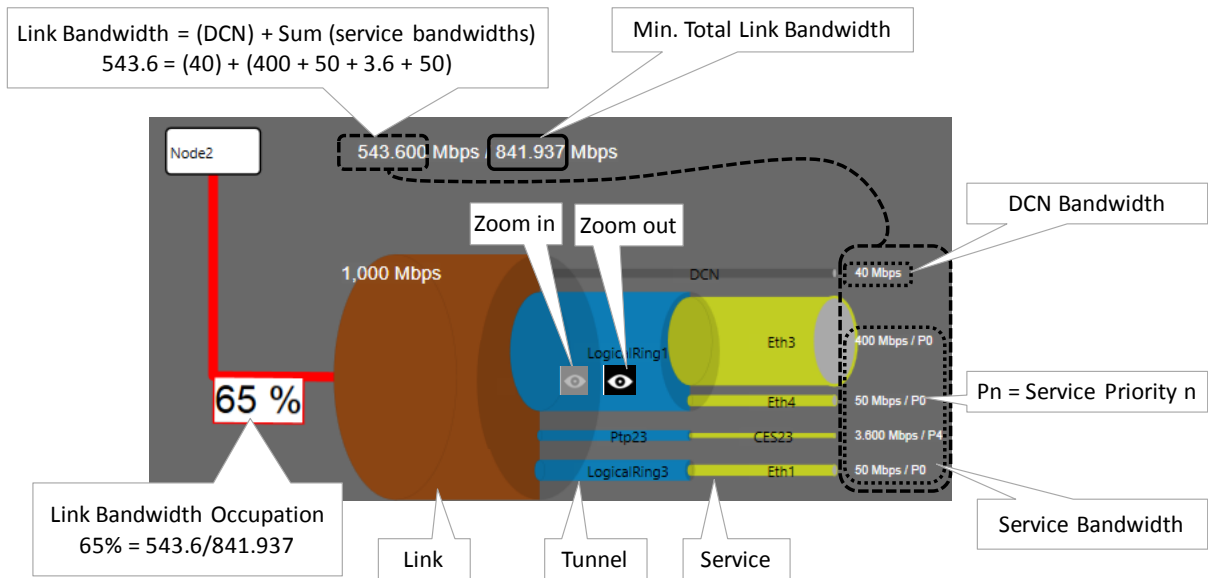 Link Bandwidth = (DCN) + Sum (service bandwidths)
543.6 = (40) + (400 + 50 + 3.6 + 50)
Min. Total Link Bandwidth
Node2
543.600 Mbps / 841.937 Mbps
DCN Bandwidth
Zoom in
Zoom out
1,000 Mbps
DCN
40 Mbps
Eth3
400 Mbps / P0
LogicalRing1
Pn = Service Priority n
65 %
Eth4
50 Mbps / P0
Ptp23
CES23
3.600 Mbps / P4
LogicalRing3
Eth1
50 Mbps / P0
Link Bandwidth Occupation
65% = 543.6/841.937
Link
Tunnel
Service
Service Bandwidth